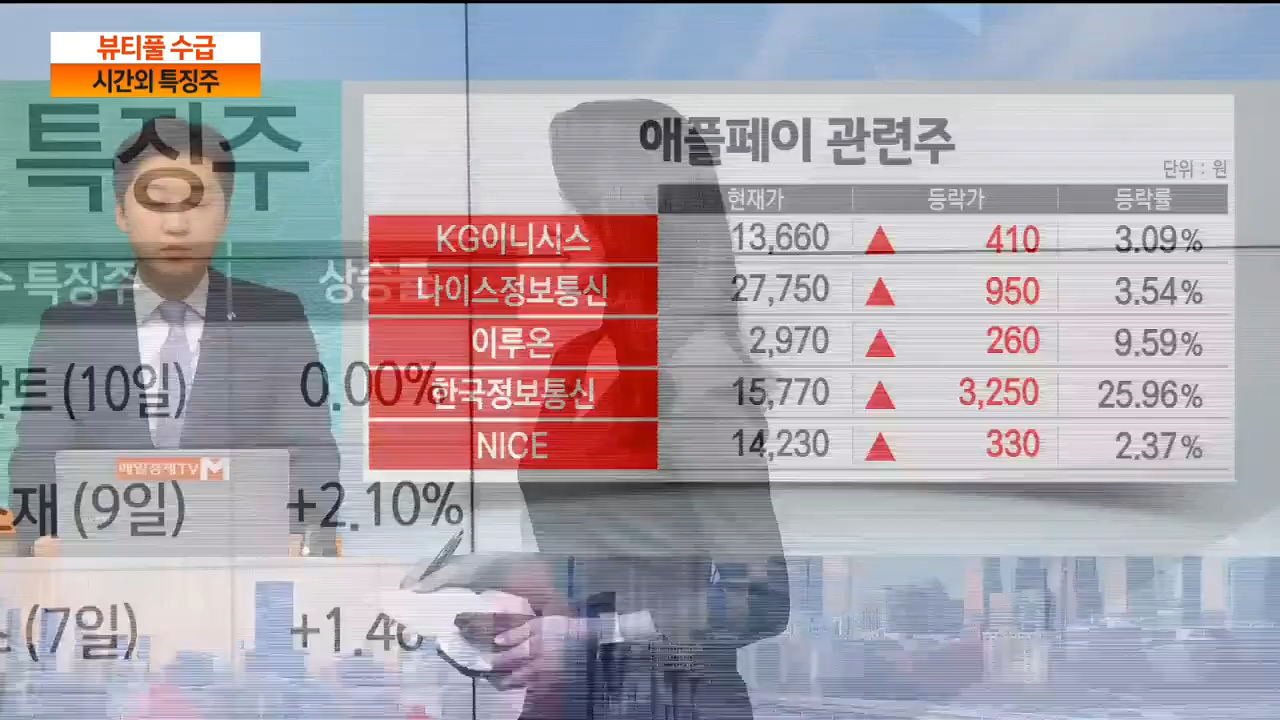 뷰티풀 수급
시간외 특징주
특징주
애플페이 관련주
단위 : 원
현재가 등락가 등락률
KG이니시스 13,660 ▲ 410 3.09%
나이스정보통신 27,750 ▲ 950 3.54%
이루온 2,970 ▲ 260 9.59%
한국정보통신 15,770 ▲ 3,250 25.96%
NICE 14,230 ▲ 330 2.37%
특징주
(10일) 0.00%
매일경제TV M
(9일) +2.10%
(7일)